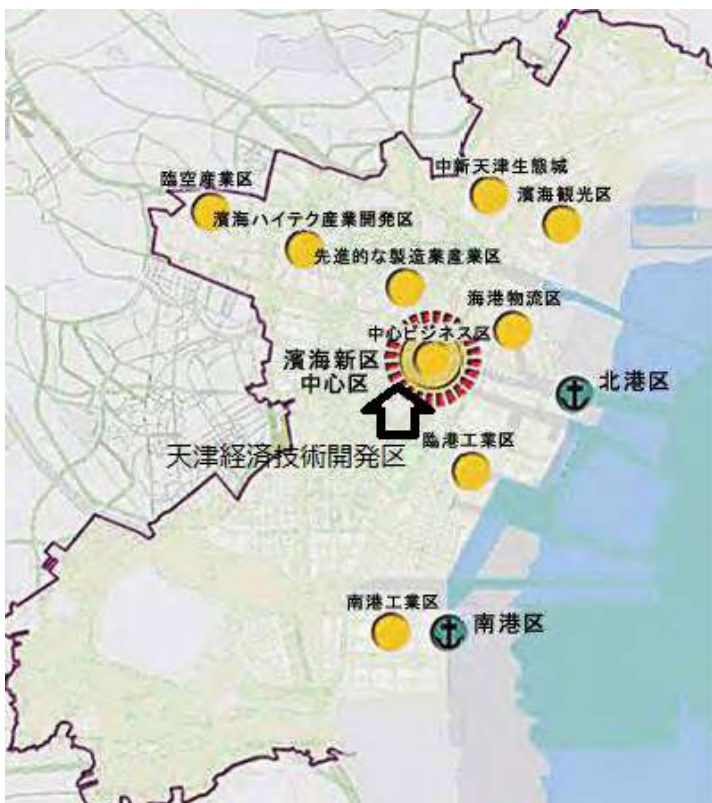 中新天津生態城
臨空産業区
濱海観光区
濱海ハイテク産業開発区
先進的な製造業産業区
海港物流区
中心ビジネス区
濱海新区
中心区
北港区
臨港工業区
天津経済技術開発区
南港工業区
南港区